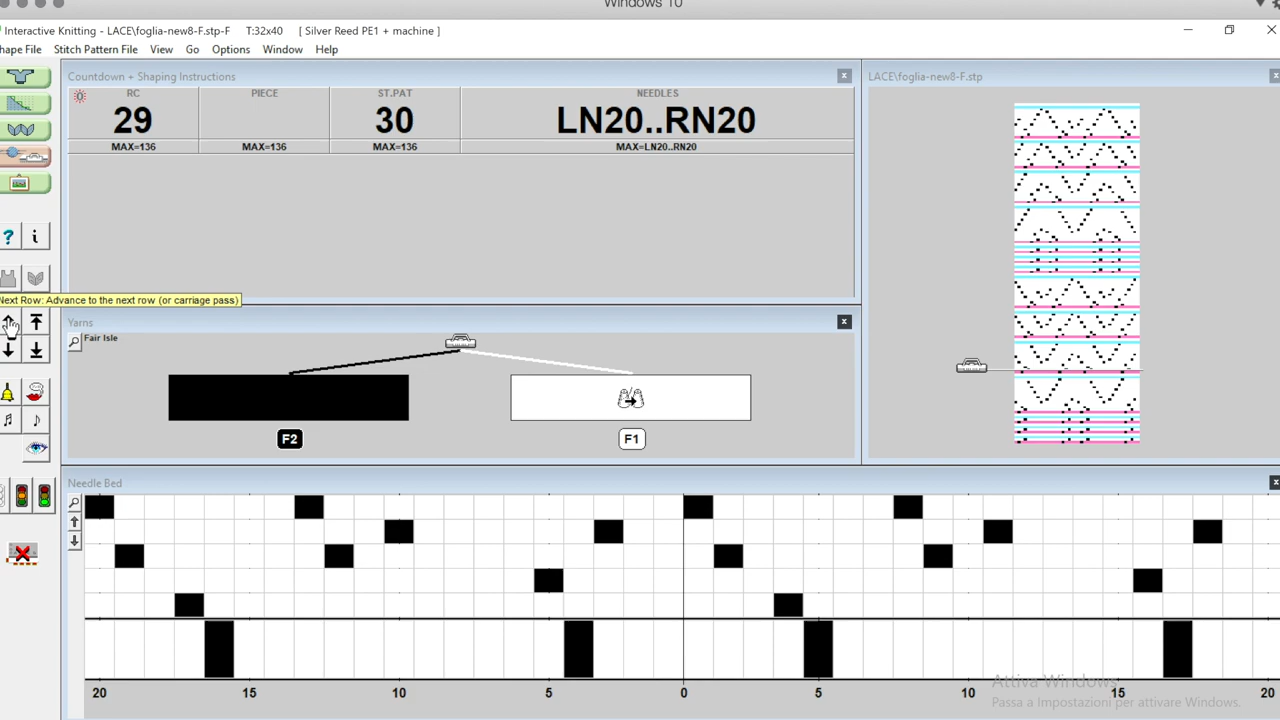 Windows 10
Interactive Knitting - LACE\foglia-new8-F.stp-F T:32x40 [ Silver Reed PE1 + machine ]
hape File Stitch Pattern File View Go Options Window Help
Countdown + Shaping Instructions
RC PIECE ST.PAT NEEDLES
29 30 LN20..RN20
MAX=136 MAX=136 MAX=136 MAX=LN20..RN20
LACE\foglia-new8-F.stp
Next Row: Advance to the next row (or carriage pass)
Yarns
Fair Isle
F2 F1
Needle Bed
20 15 10 5 0 5 10 15 20
Attiva Windows
Passa a Impostazioni per attivare Windows.